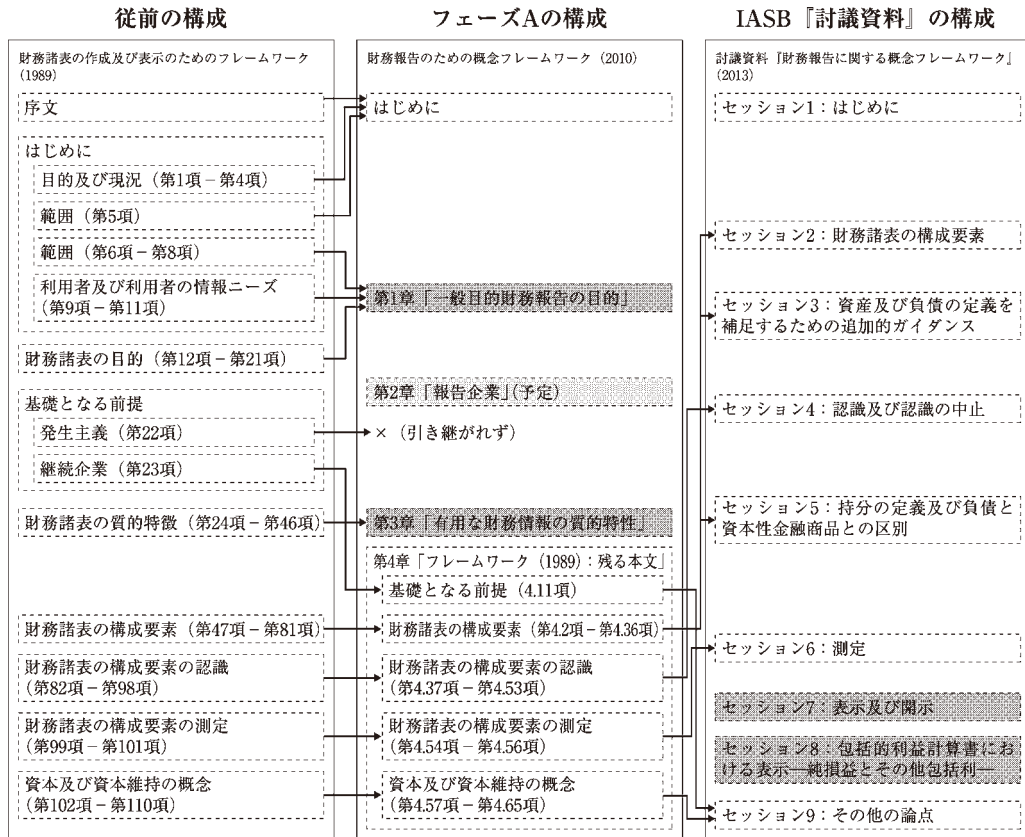 従前の構成
財務諸表の作成及び表示のためのフレームワーク
(1989)
序文
はじめに
目的及び現況（第1項－第4項）
範囲（第5項）
範囲（第6項－第8項）
利用者及び利用者の情報ニーズ
（第9項－第11項）
財務諸表の目的（第12項－第21項）
基礎となる前提
発生主義（第22項）
継続企業（第23項）
財務諸表の質的特徴（第24項－第46項）
財務諸表の構成要素（第47項－第81項）
財務諸表の構成要素の認識
（第82項－第98項）
財務諸表の構成要素の測定
（第99項－第101項）
資本及び資本維持の概念
（第102項－第110項）
フェーズAの構成
財務報告のための概念フレームワーク（2010）
はじめに
第1章「一般目的財務報告の目的」
第2章「報告企業」（予定）
×（引き継がれず）
第3章「有用な財務情報の質的特性」
第4章「フレームワーク（1989）：残る本文」
基礎となる前提（4.11項）
財務諸表の構成要素（第4.2項－第4.36項）
財務諸表の構成要素の認識
（第4.37項－第4.53項）
財務諸表の構成要素の測定
（第4.54項－第4.56項）
資本及び資本維持の概念
（第4.57項－第4.65項）
IASB『討議資料』の構成
討議資料『財務報告に関する概念フレームワーク』
(2013)
セッション1：はじめに
セッション2：財務諸表の構成要素
セッション3：資産及び負債の定義を
補足するための追加的ガイダンス
セッション4：認識及び認識の中止
セッション5：持分の定義及び負債と
資本性金融商品との区別
セッション6：測定
セッション7：表示及び開示
セッション8：包括的利益計算書にお
ける表示―純損益とその他包括利―
セッション9：その他の論点